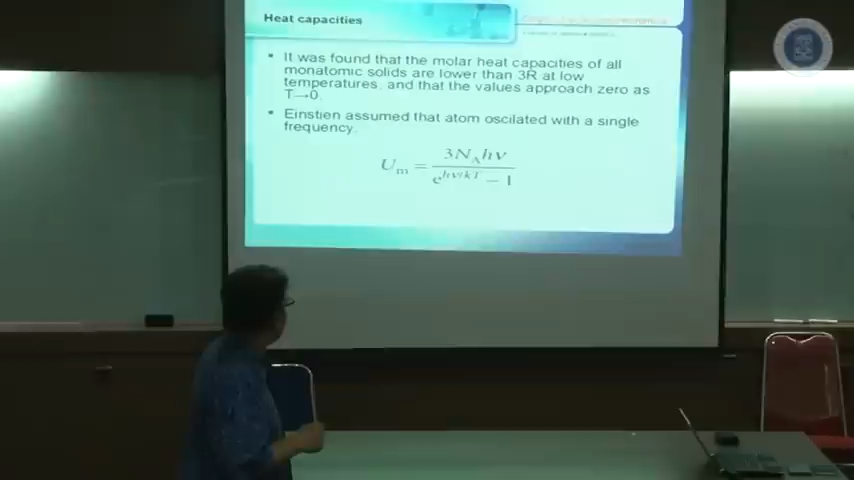 Heat capacities
• It was found that the molar heat capacities of all
monatomic solids are lower than 3R at low
temperatures, and that the values approach zero as
T→0.
• Einstien assumed that atom oscilated with a single
frequency.
Uₘ = 3N_A hν / (e^{hν/kT} − 1)